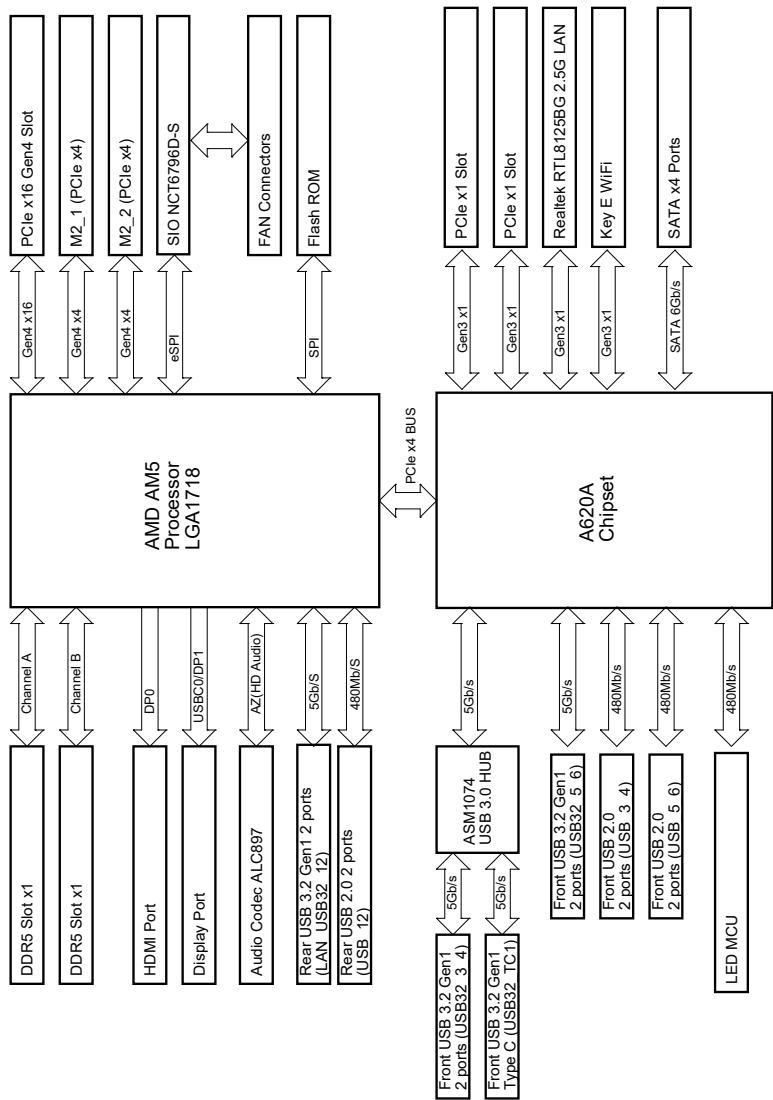 PCIe x16 Gen4 Slot
M2_1 (PCIe x4)
M2_2 (PCIe x4)
SIO NCT6796D-S
FAN Connectors
Flash ROM
Gen4 x16
Gen4 x4
Gen4 x4
eSPI
SPI
AMD AM5
Processor
LGA1718
Channel A
Channel B
DP0
USBC0/DP1
AZ(HD Audio)
5Gb/S
480Mb/S
DDR5 Slot x1
DDR5 Slot x1
HDMI Port
Display Port
Audio Codec ALC897
Rear USB 3.2 Gen1 2 ports
(LAN USB32 12)
Rear USB 2.0 2 ports
(USB 12)
PCIe x4 BUS
PCIe x1 Slot
PCIe x1 Slot
Realtek RTL8125BG 2.5G LAN
Key E WiFi
SATA x4 Ports
Gen3 x1
Gen3 x1
Gen3 x1
Gen3 x1
SATA 6Gb/s
A620A
Chipset
5Gb/s
5Gb/s
480Mb/s
480Mb/s
480Mb/s
ASM1074
USB 3.0 HUB
Front USB 3.2 Gen1
2 ports (USB32 5 6)
Front USB 2.0
2 ports (USB 3 4)
Front USB 2.0
2 ports (USB 5 6)
LED MCU
5Gb/s
5Gb/s
Front USB 3.2 Gen1
2 ports (USB32 3 4)
Front USB 3.2 Gen1
Type C (USB32 TC1)